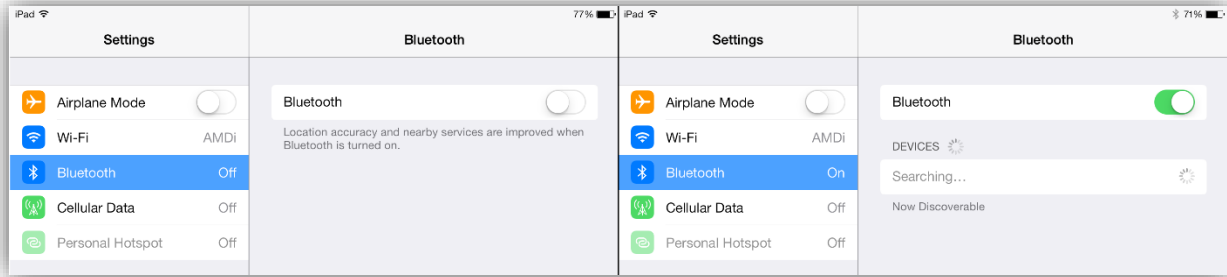 iPad 77%
Settings Bluetooth
Airplane Mode Bluetooth
Wi-Fi AMDi
Location accuracy and nearby services are improved when
Bluetooth is turned on.
Bluetooth Off
Cellular Data Off
Personal Hotspot Off
iPad 71%
Settings Bluetooth
Airplane Mode Bluetooth
Wi-Fi AMDi
DEVICES
Bluetooth On
Searching...
Cellular Data Off
Now Discoverable
Personal Hotspot Off